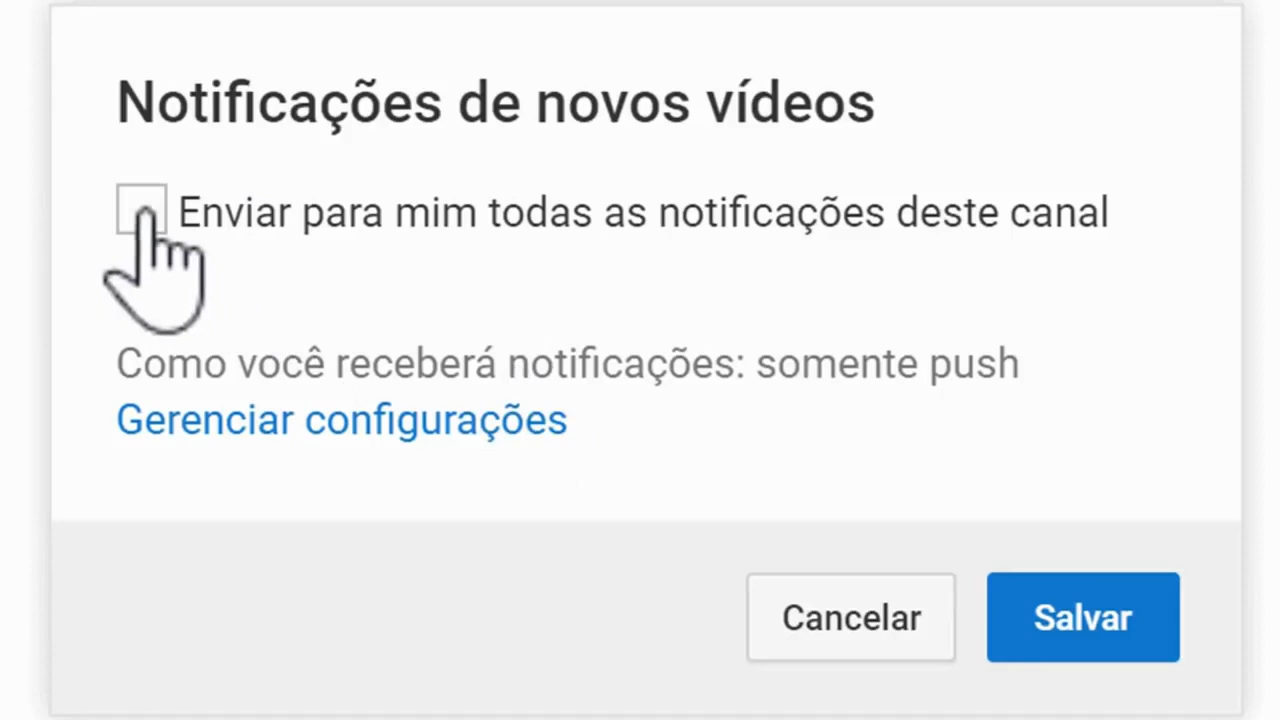 Notificações de novos vídeos
Enviar para mim todas as notificações deste canal
Como você receberá notificações: somente push
Gerenciar configurações
Cancelar
Salvar